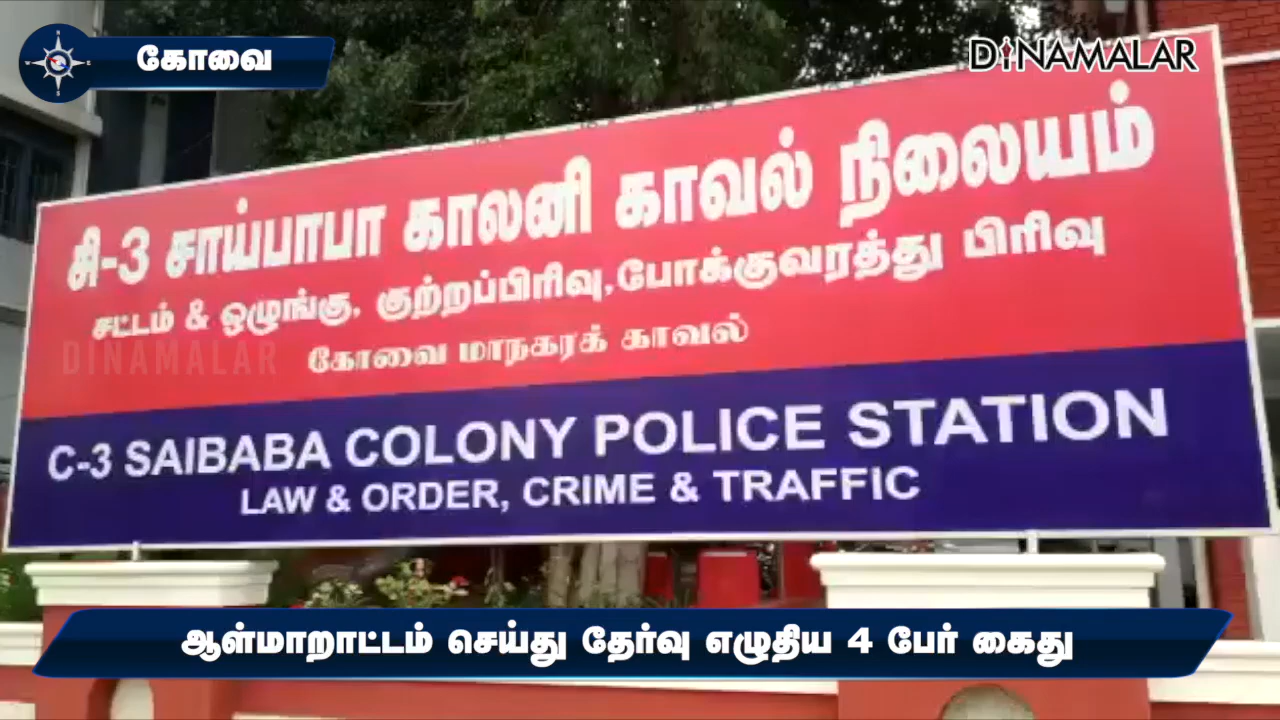 கோவை
DINAMALAR
சி-3 சாய்பாபா காலனி காவல் நிலையம்
சட்டம் & ஒழுங்கு, குற்றப்பிரிவு,போக்குவரத்து பிரிவு
கோவை மாநகரக் காவல்
DINAMALAR
C-3 SAIBABA COLONY POLICE STATION
LAW & ORDER, CRIME & TRAFFIC
ஆள்மாறாட்டம் செய்து தேர்வு எழுதிய 4 பேர் கைது